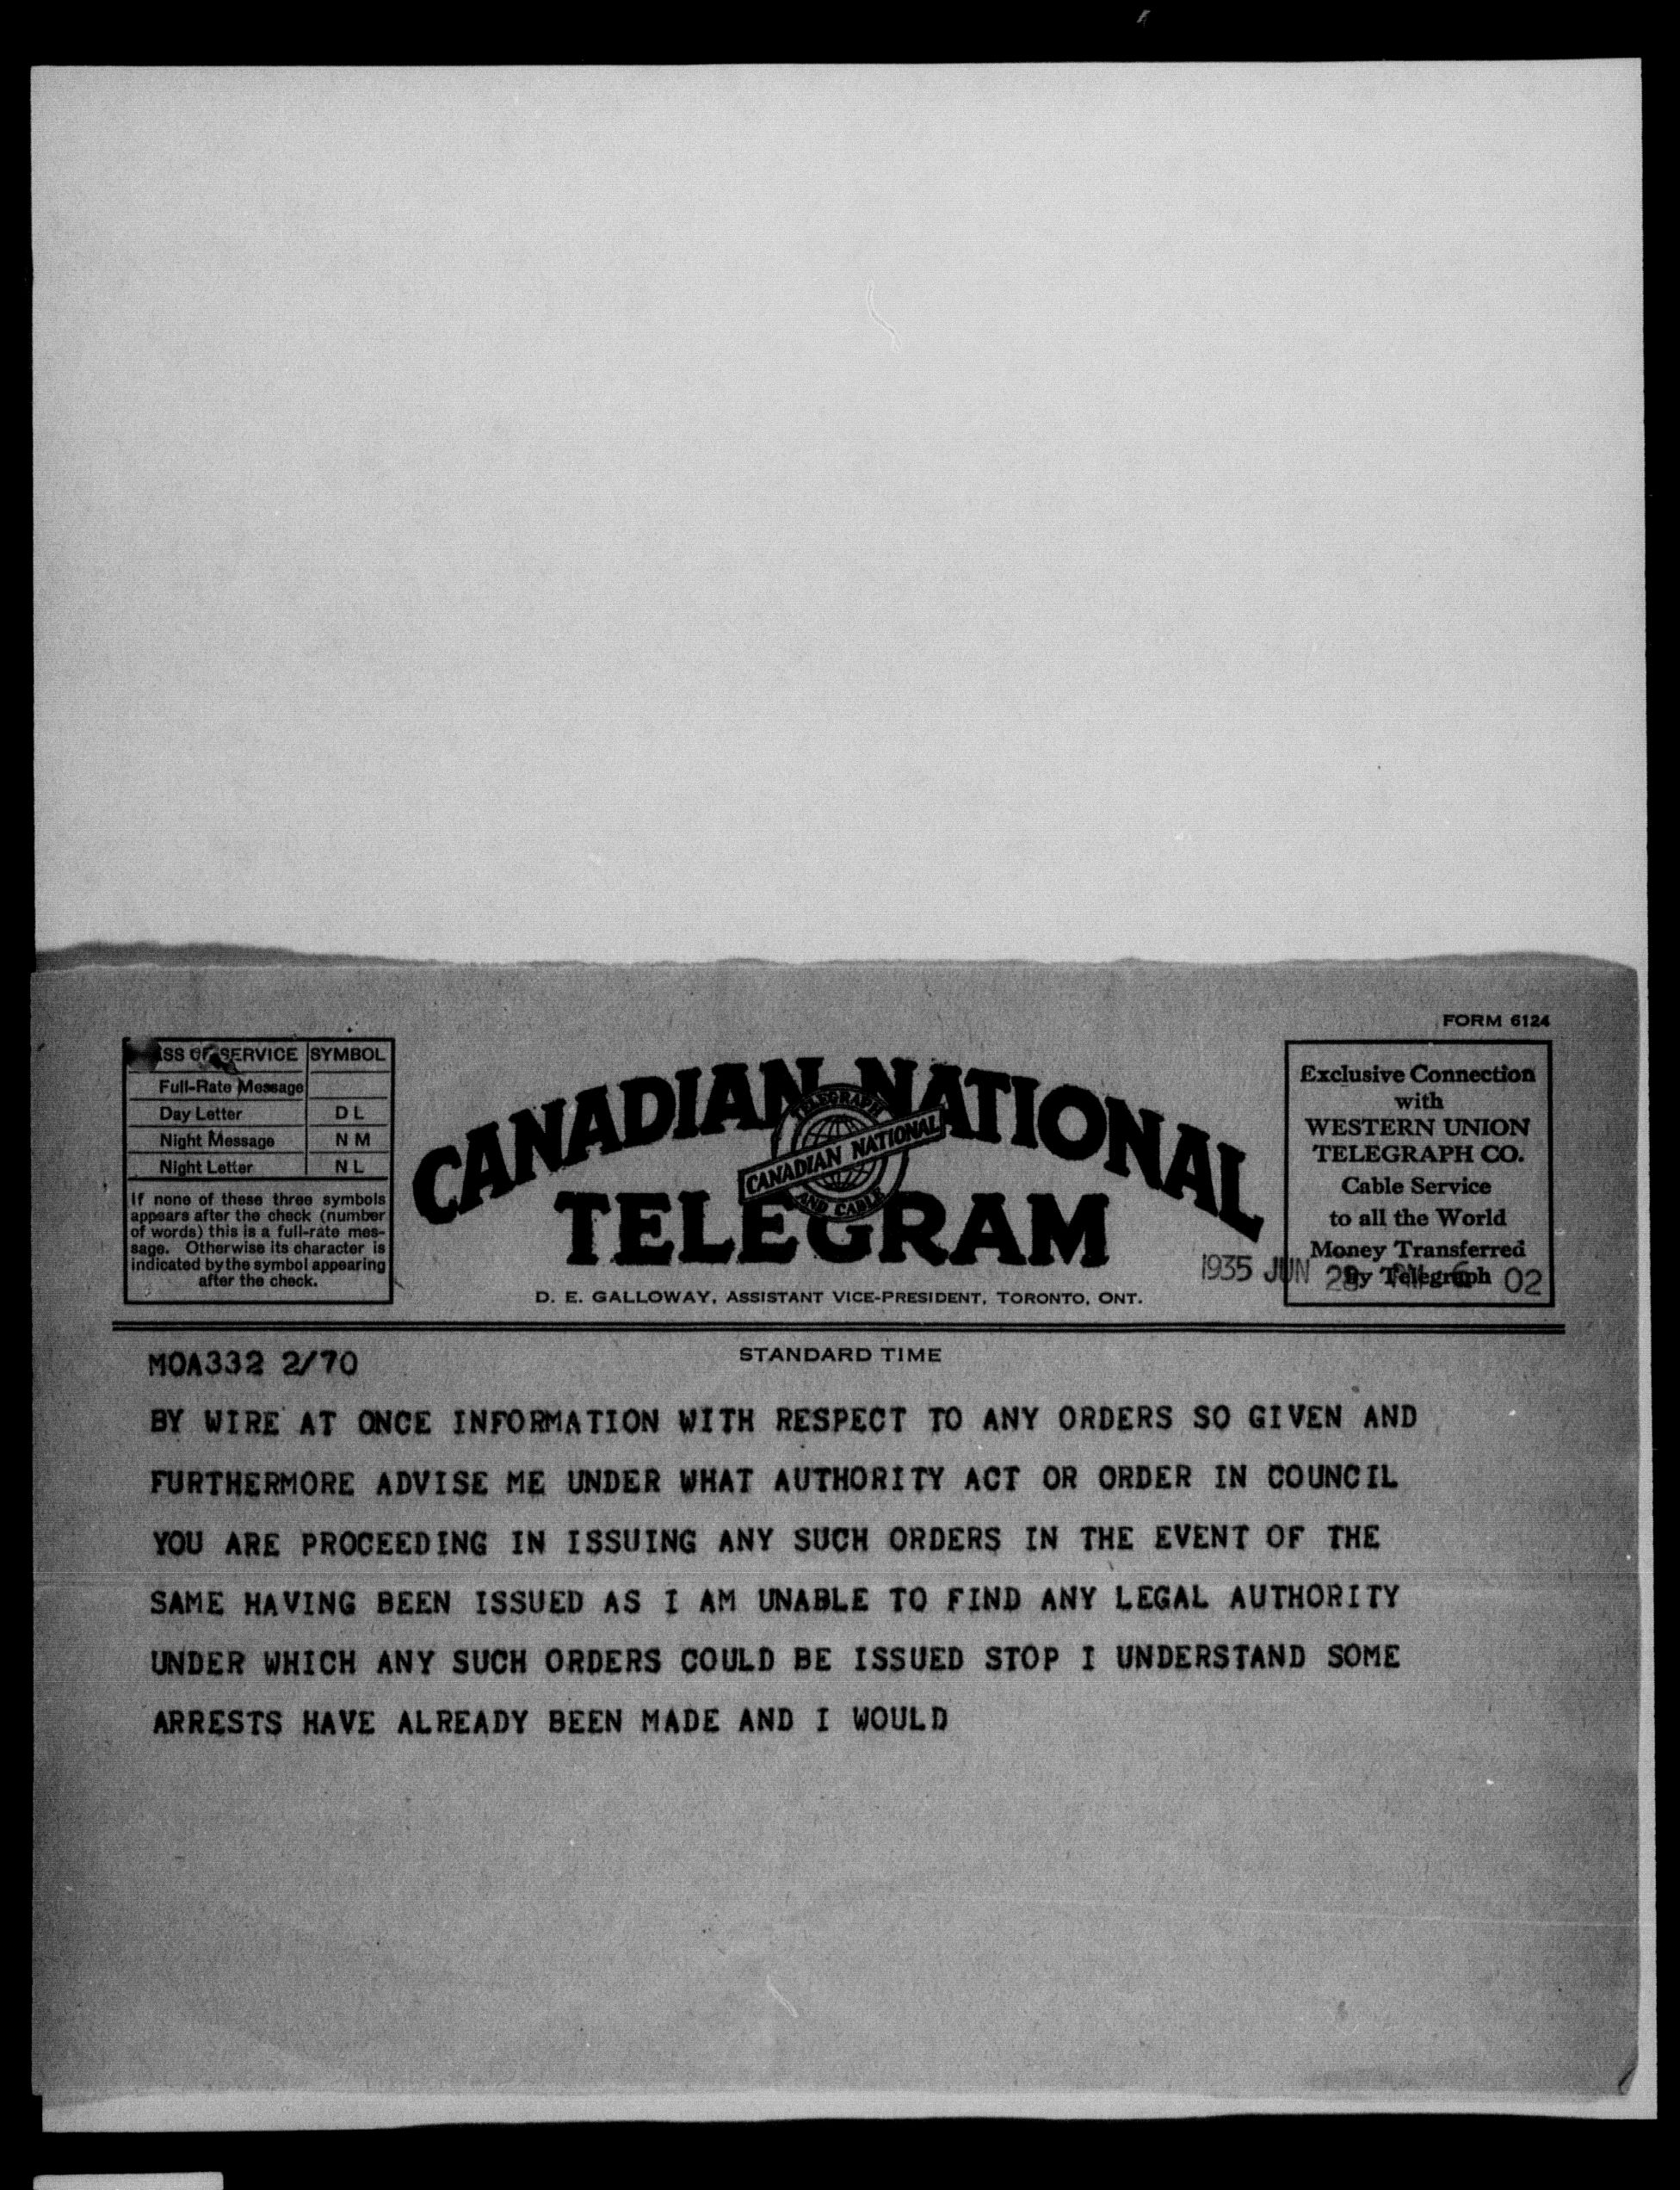 FORM 6124
SERVICE SYMBOL
Full-Rate Message
Day Letter D L
Night Message N M
Night Letter N L
If none of these three symbols
appears after the check (number
of words) this is a full-rate mes-
sage. Otherwise its character is
indicated by the symbol appearing
after the check.
CANADIAN NATIONAL
TELEGRAPH
CANADIAN NATIONAL
AND CABLE
TELEGRAM
D. E. GALLOWAY, ASSISTANT VICE-PRESIDENT, TORONTO, ONT.
Exclusive Connection
with
WESTERN UNION
TELEGRAPH CO.
Cable Service
to all the World
Money Transferred
By Telegraph
1935 JUN 02
STANDARD TIME
MOA332 2/70
BY WIRE AT ONCE INFORMATION WITH RESPECT TO ANY ORDERS SO GIVEN AND
FURTHERMORE ADVISE ME UNDER WHAT AUTHORITY ACT OR ORDER IN COUNCIL
YOU ARE PROCEEDING IN ISSUING ANY SUCH ORDERS IN THE EVENT OF THE
SAME HAVING BEEN ISSUED AS I AM UNABLE TO FIND ANY LEGAL AUTHORITY
UNDER WHICH ANY SUCH ORDERS COULD BE ISSUED STOP I UNDERSTAND SOME
ARRESTS HAVE ALREADY BEEN MADE AND I WOULD